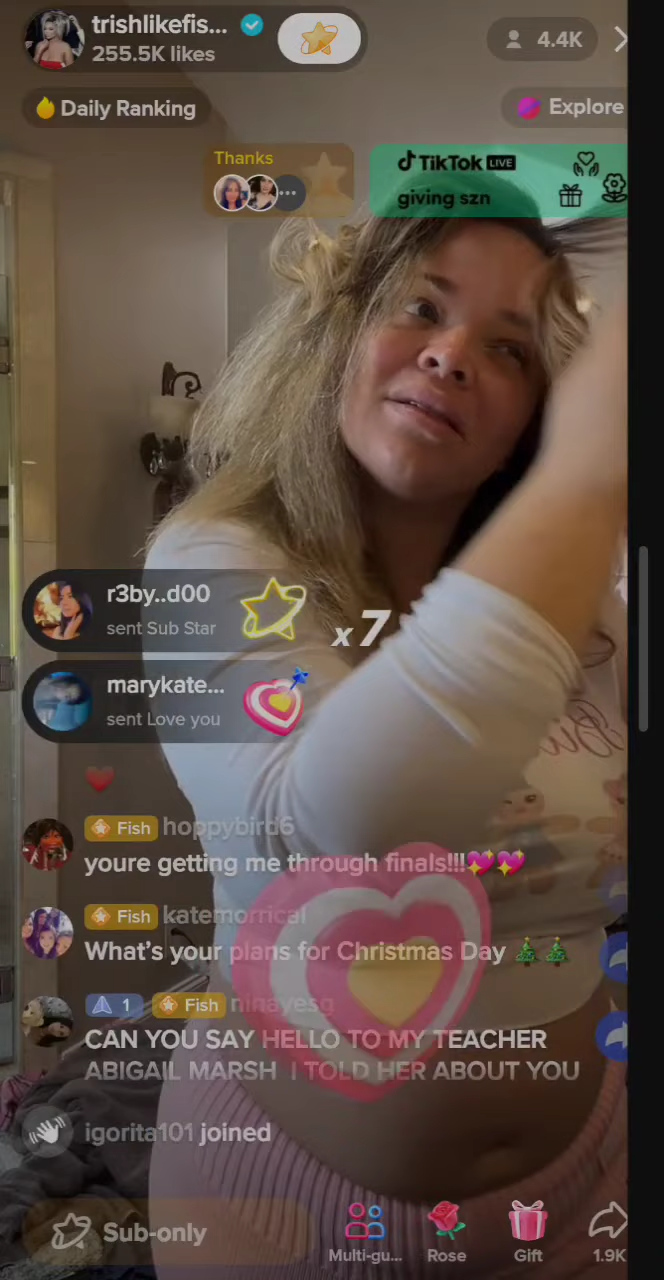 trishlikefis...
255.5K likes
4.4K
Daily Ranking
Explore
Thanks
TikTok LIVE
giving szn
r3by..d00
sent Sub Star
x7
marykate...
sent Love you
Fish hoppybird6
youre getting me through finals!!!💖💖
Fish katemorrical
What's your plans for Christmas Day 🎄🎄
1 Fish ninayesg
CAN YOU SAY HELLO TO MY TEACHER
ABIGAIL MARSH I TOLD HER ABOUT YOU
igorita101 joined
Sub-only
Multi-gu...
Rose
Gift
1.9K